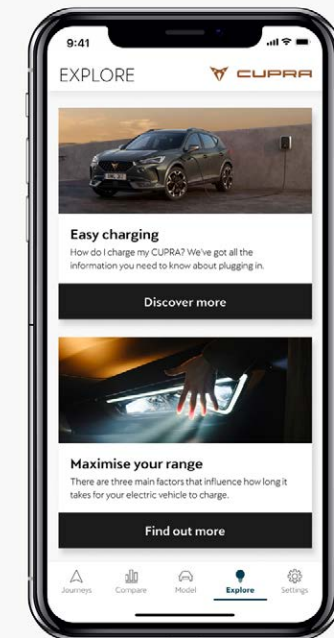 9:41
EXPLORE
CUPRA
Easy charging
How do I charge my CUPRA? We've got all the
information you need to know about plugging in.
Discover more
Maximise your range
There are three main factors that influence how long it
takes for your electric vehicle to charge.
Find out more
Journeys Compare Model Explore Settings